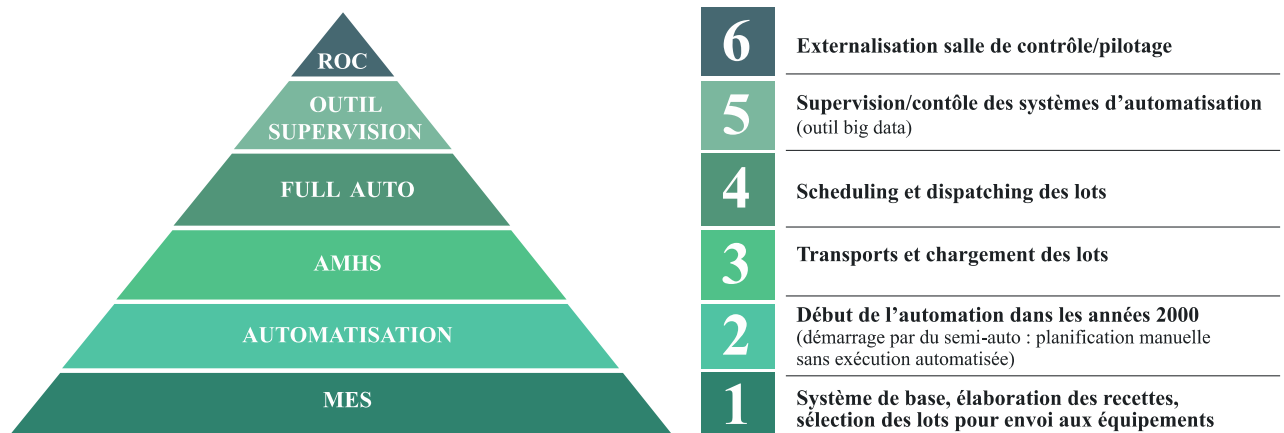 ROC
OUTIL
SUPERVISION
FULL AUTO
AMHS
AUTOMATISATION
MES
6
Externalisation salle de contrôle/pilotage
5
Supervision/contôle des systèmes d’automatisation
(outil big data)
4
Scheduling et dispatching des lots
3
Transports et chargement des lots
2
Début de l’automation dans les années 2000
(démarrage par du semi-auto : planification manuelle
sans exécution automatisée)
1
Système de base, élaboration des recettes,
sélection des lots pour envoi aux équipements